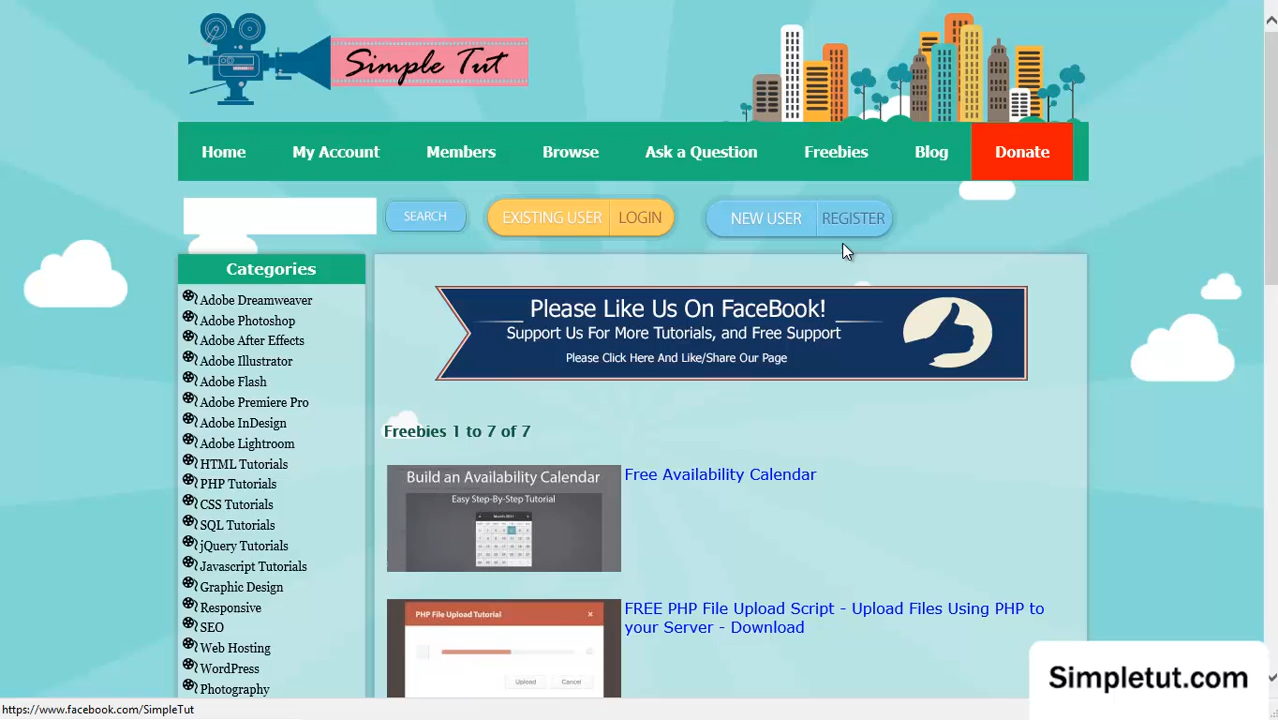 Simple Tut
Home My Account Members Browse Ask a Question Freebies Blog Donate
SEARCH EXISTING USER LOGIN NEW USER REGISTER
Categories
Adobe Dreamweaver
Adobe Photoshop
Adobe After Effects
Adobe Illustrator
Adobe Flash
Adobe Premiere Pro
Adobe InDesign
Adobe Lightroom
HTML Tutorials
PHP Tutorials
CSS Tutorials
SQL Tutorials
jQuery Tutorials
Javascript Tutorials
Graphic Design
Responsive
SEO
Web Hosting
WordPress
Photography
Please Like Us On FaceBook!
Support Us For More Tutorials, and Free Support
Please Click Here And Like/Share Our Page
Freebies 1 to 7 of 7
Build an Availability Calendar
Easy Step-By-Step Tutorial
Free Availability Calendar
PHP File Upload Tutorial
Upload Cancel
FREE PHP File Upload Script - Upload Files Using PHP to
your Server - Download
Simpletut.com
https://www.facebook.com/SimpleTut